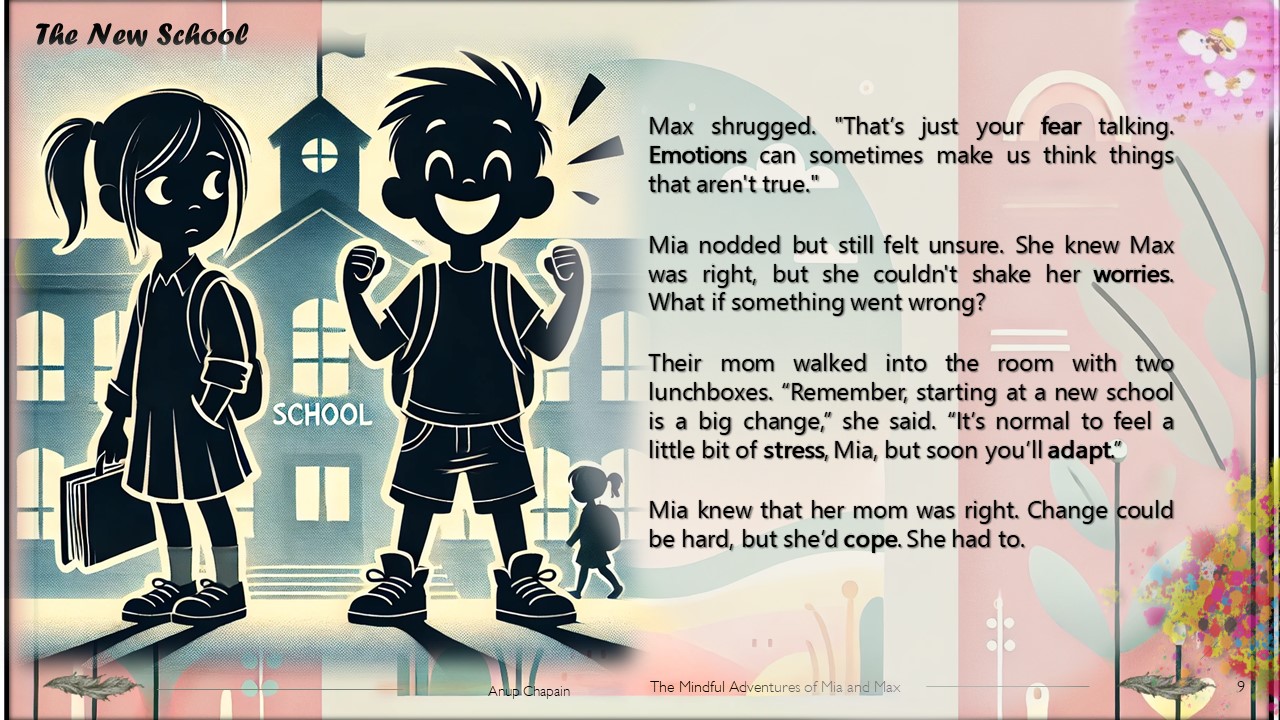 The New School
SCHOOL
Max shrugged. "That’s just your fear talking.
Emotions can sometimes make us think things
that aren't true."
Mia nodded but still felt unsure. She knew Max
was right, but she couldn't shake her worries.
What if something went wrong?
Their mom walked into the room with two
lunchboxes. “Remember, starting at a new school
is a big change,” she said. “It’s normal to feel a
little bit of stress, Mia, but soon you’ll adapt.”
Mia knew that her mom was right. Change could
be hard, but she’d cope. She had to.
Anup Chapain
The Mindful Adventures of Mia and Max
9